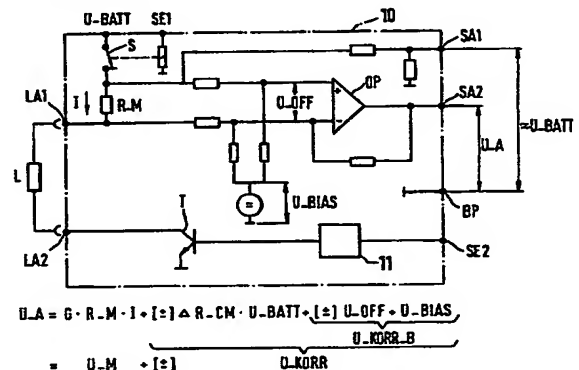 U_BATT SE1 10
S SA1
LA1 I R_M U_OFF OP SA2
L U_A ≈U_BATT
= U_BIAS
T BP
LA2 11 SE2
U_A = G · R_M · I + [±] △ R_CM · U_BATT + [±] U_OFF + U_BIAS
U_KORR_B
= U_M + [±] U_KORR